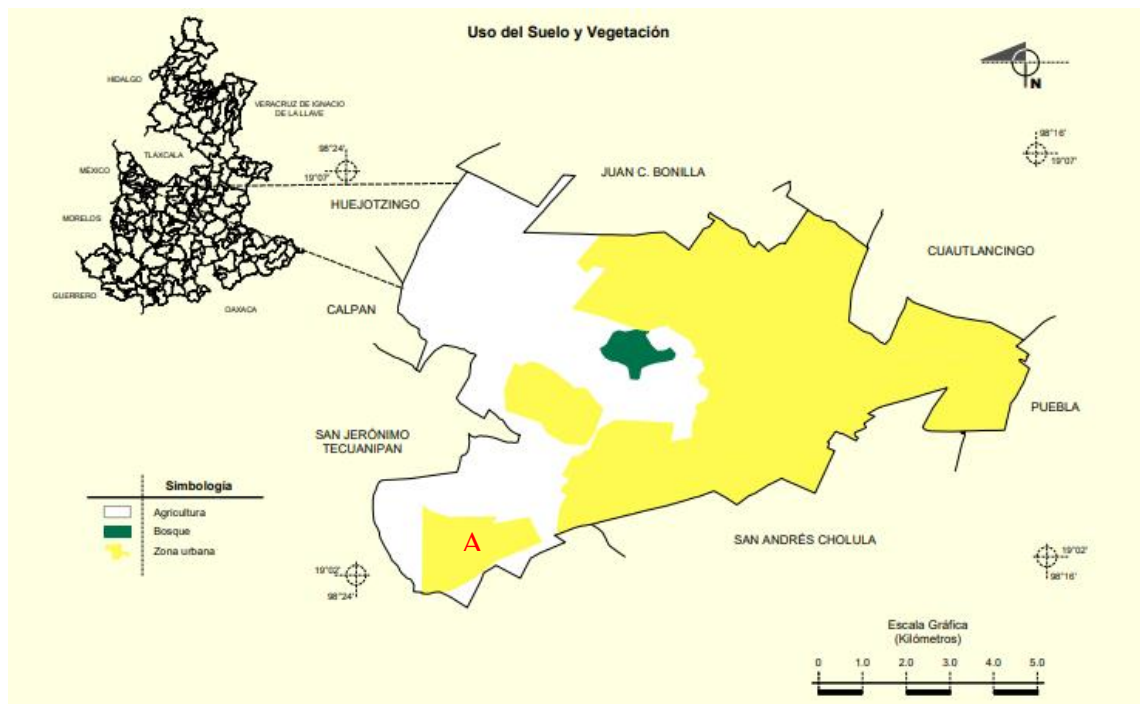 Uso del Suelo y Vegetación
N
HIDALGO
VERACRUZ DE IGNACIO
DE LA LLAVE
TLAXCALA
MÉXICO
MORELOS
GUERRERO
OAXACA
98°24'
19°07'
98°16'
19°07'
JUAN C. BONILLA
HUEJOTZINGO
CUAUTLANCINGO
CALPAN
PUEBLA
SAN JERÓNIMO
TECUANIPAN
SAN ANDRÉS CHOLULA
A
Simbología
Agricultura
Bosque
Zona urbana
19°02'
98°24'
19°02'
98°16'
Escala Gráfica
(Kilómetros)
0 1.0 2.0 3.0 4.0 5.0